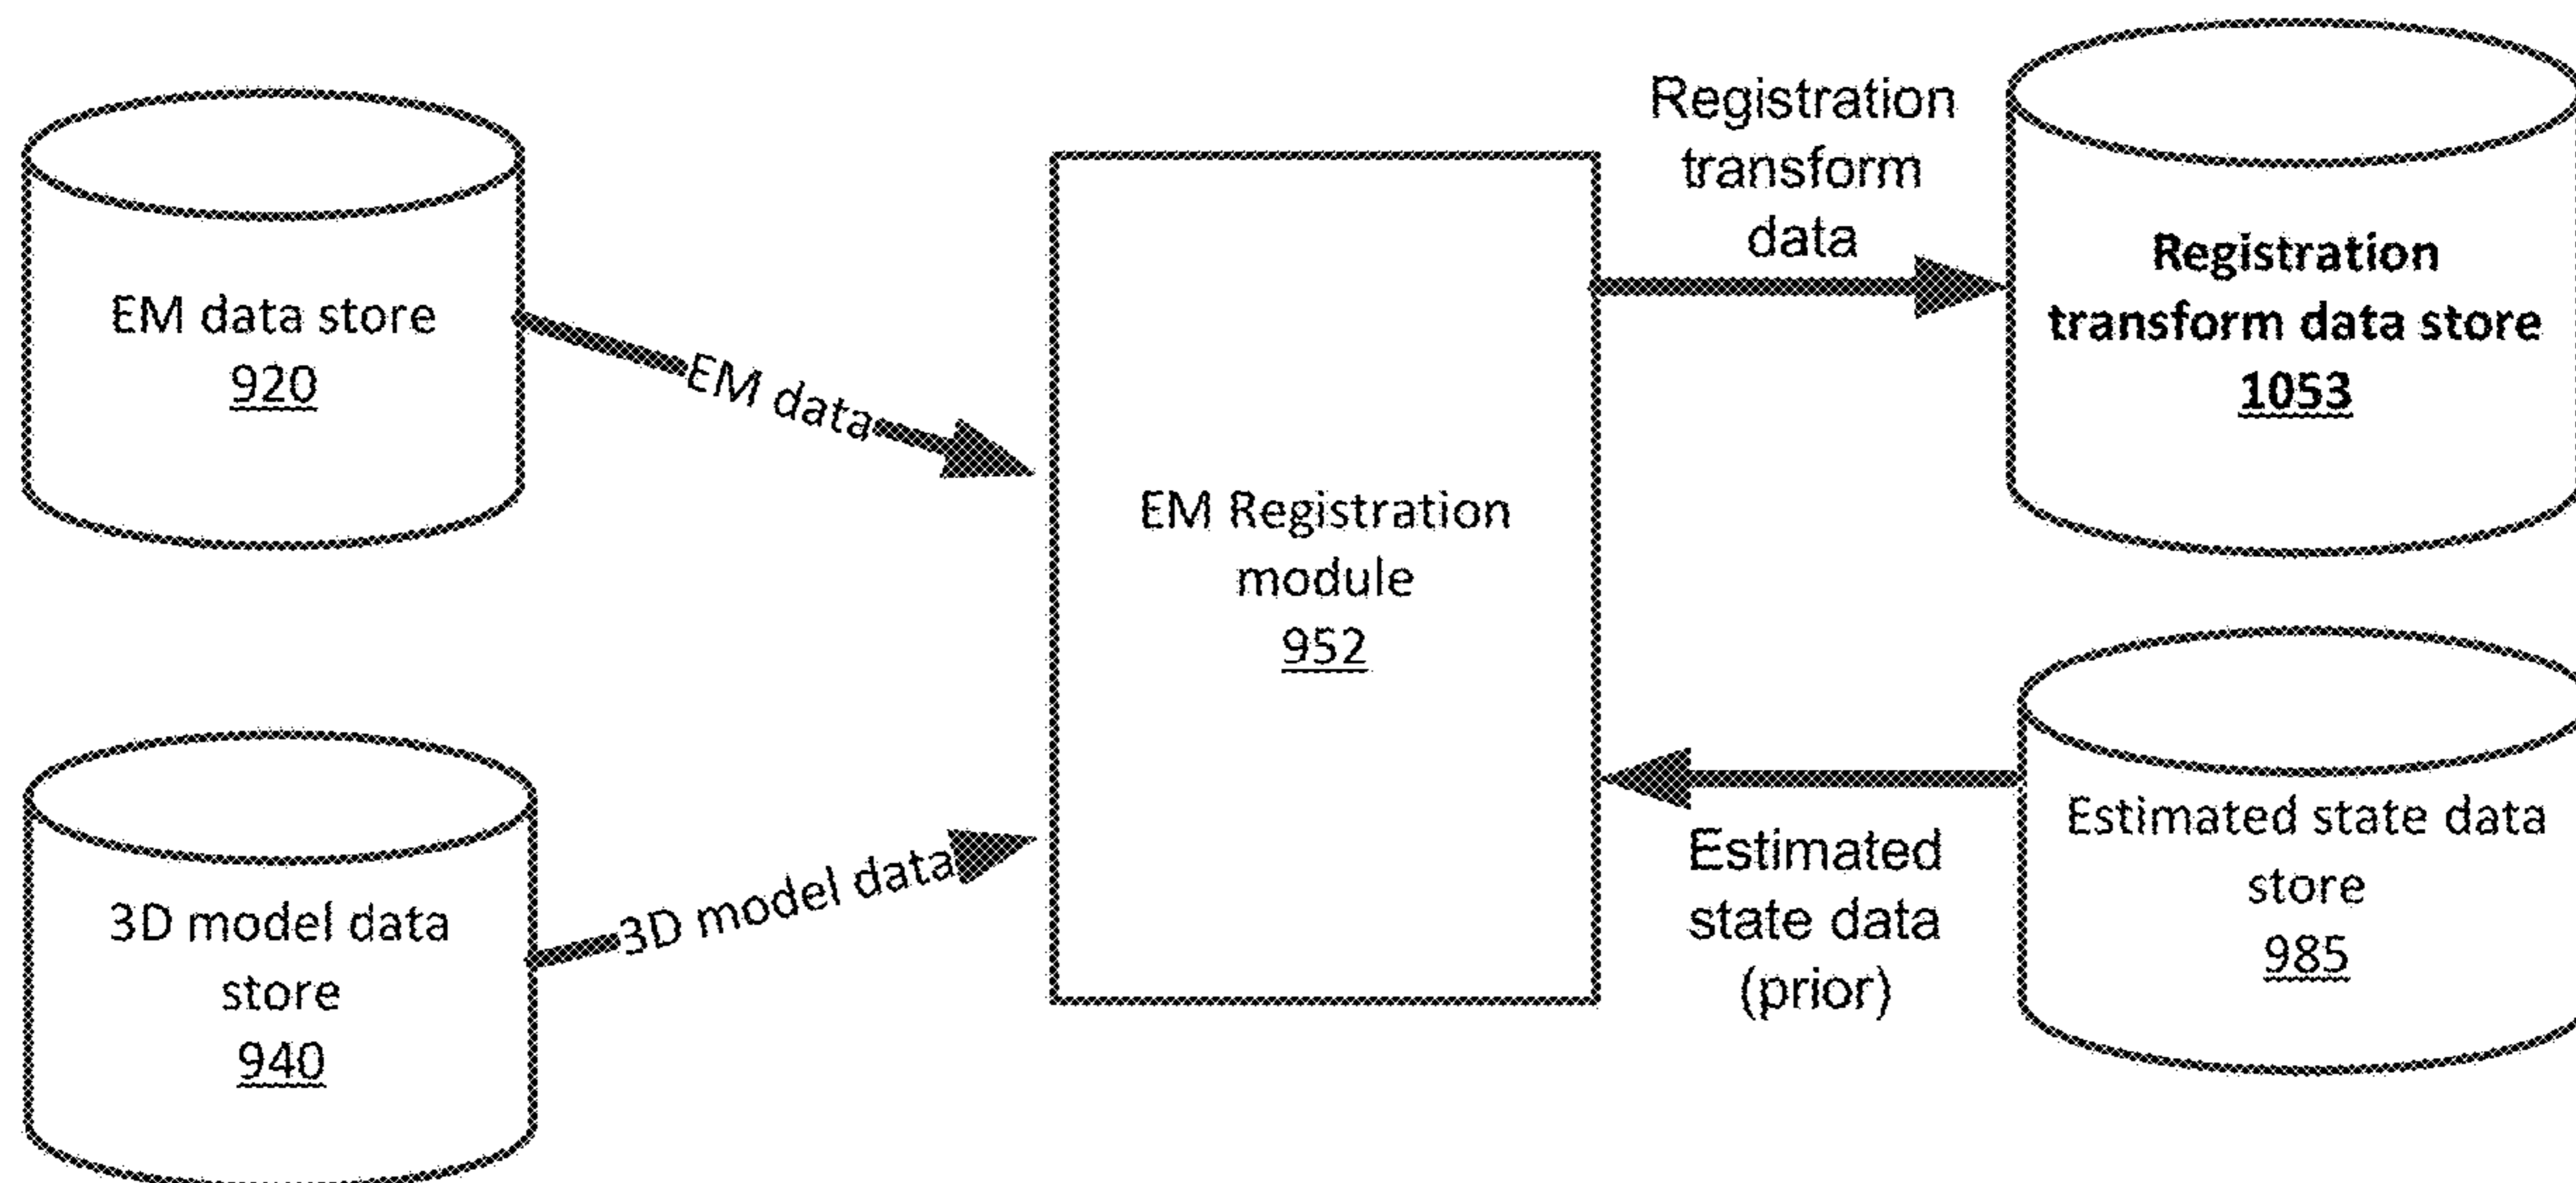 EM data store
920
EM data
3D model data
store
940
3D model data
EM Registration
module
952
Registration
transform
data
Registration
transform data store
1053
Estimated
state data
(prior)
Estimated state data
store
985